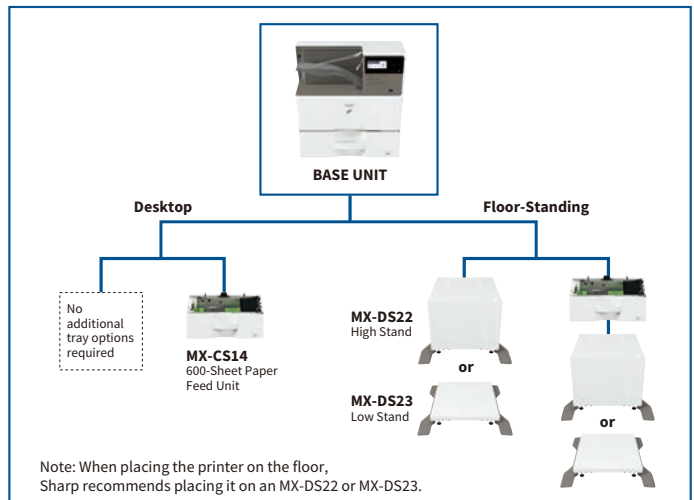 BASE UNIT
Desktop
Floor-Standing
No
additional
tray options
required
MX-CS14
600-Sheet Paper
Feed Unit
MX-DS22
High Stand
or
MX-DS23
Low Stand
or
Note: When placing the printer on the floor,
Sharp recommends placing it on an MX-DS22 or MX-DS23.